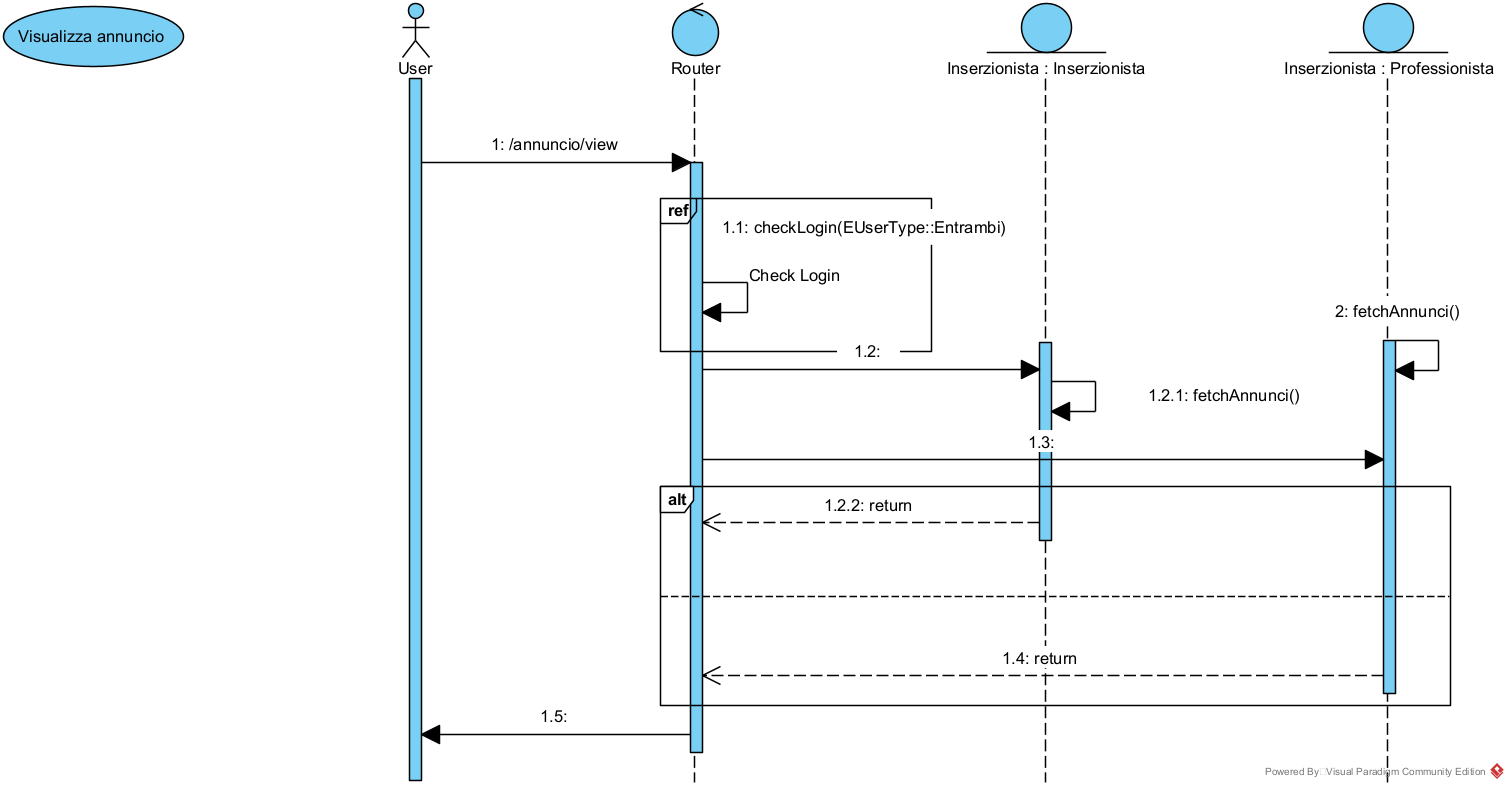 Visualizza annuncio
User
Router
Inserzionista : Inserzionista
Inserzionista : Professionista
1: /annuncio/view
ref
1.1: checkLogin(EUserType::Entrambi)
Check Login
2: fetchAnnunci()
1.2:
1.2.1: fetchAnnunci()
1.3:
alt
1.2.2: return
1.4: return
1.5:
Powered By Visual Paradigm Community Edition